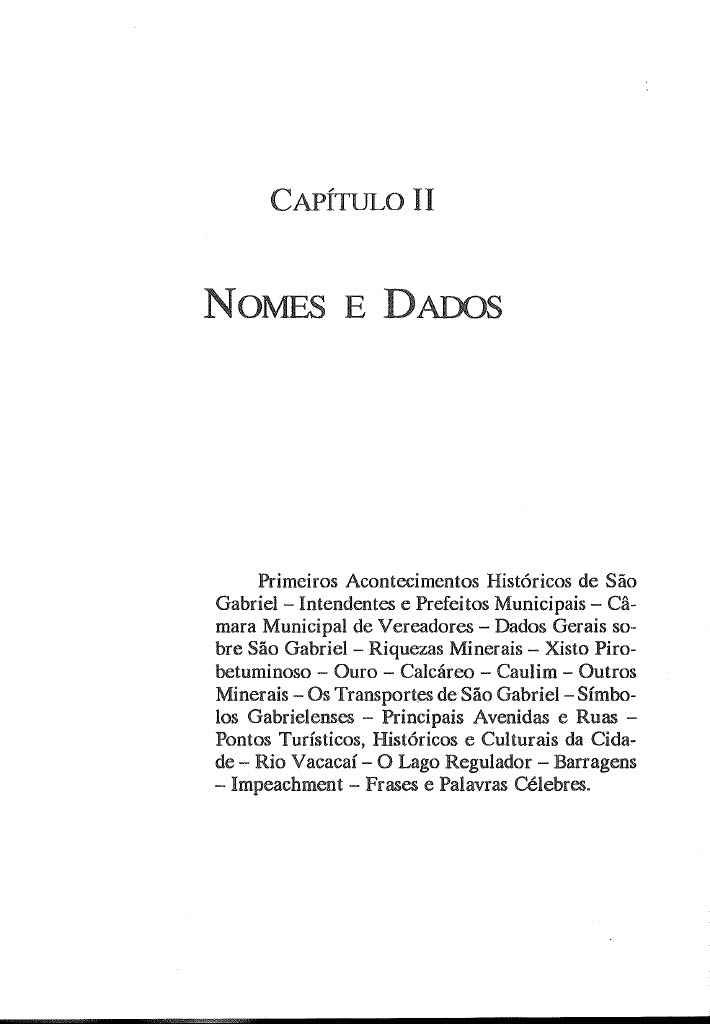 CAPÍTULO II
NOMES E DADOS
Primeiros Acontecimentos Históricos de São
Gabriel – Intendentes e Prefeitos Municipais – Câ-
mara Municipal de Vereadores – Dados Gerais so-
bre São Gabriel – Riquezas Minerais – Xisto Piro-
betuminoso – Ouro – Calcáreo – Caulim – Outros
Minerais – Os Transportes de São Gabriel – Símbo-
los Gabrielenses – Principais Avenidas e Ruas –
Pontos Turísticos, Históricos e Culturais da Cida-
de – Rio Vacacaí – O Lago Regulador – Barragens
– Impeachment – Frases e Palavras Célebres.